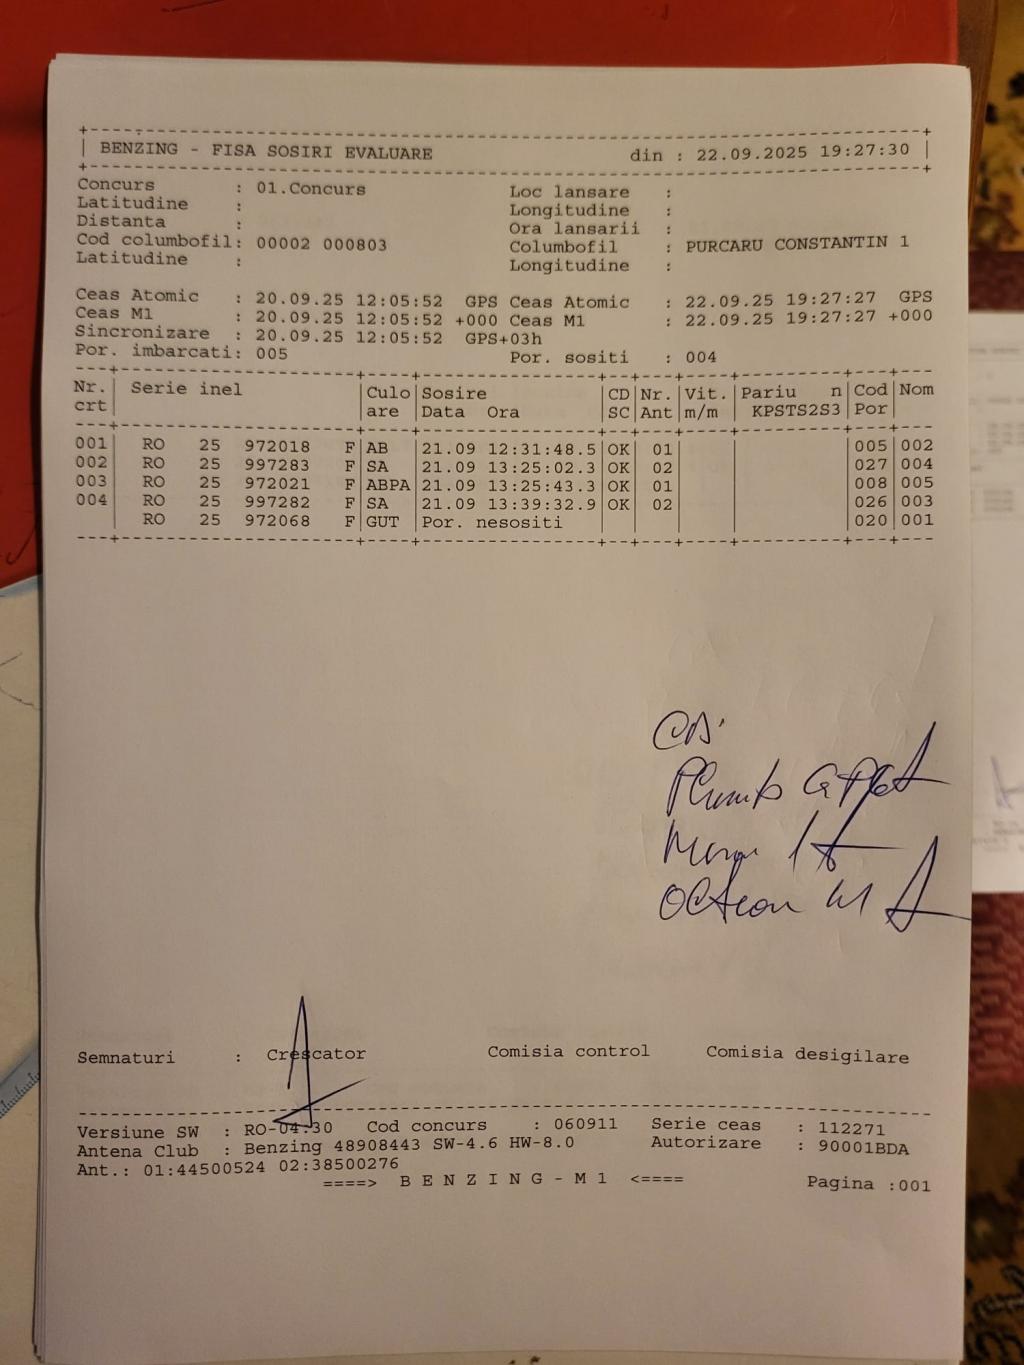 BENZING - FISA SOSIRI EVALUARE din : 22.09.2025 19:27:30
Concurs : 01.Concurs Loc lansare :
Latitudine : Longitudine :
Distanta : Ora lansarii :
Cod columbofil: 00002 000803 Columbofil : PURCARU CONSTANTIN 1
Latitudine : Longitudine :
Ceas Atomic : 20.09.25 12:05:52 GPS Ceas Atomic : 22.09.25 19:27:27 GPS
Ceas M1 : 20.09.25 12:05:52 +000 Ceas M1 : 22.09.25 19:27:27 +000
Sincronizare : 20.09.25 12:05:52 GPS+03h
Por. imbarcati: 005 Por. sositi : 004
Nr. Serie inel Culo Sosire CD Nr. Vit. Pariu n Cod Nom
crt are Data Ora SC Ant m/m KPSTS2S3 Por
001 RO 25 972018 F AB 21.09 12:31:48.5 OK 01 005 002
002 RO 25 997283 F SA 21.09 13:25:02.3 OK 02 027 004
003 RO 25 972021 F ABPA 21.09 13:25:43.3 OK 01 008 005
004 RO 25 997282 F SA 21.09 13:39:32.9 OK 02 026 003
RO 25 972068 F GUT Por. nesositi 020 001
Plumb
Semnaturi : Crescator Comisia control Comisia desigilare
Versiune SW : RO-04.30 Cod concurs : 060911 Serie ceas : 112271
Antena Club : Benzing 48908443 SW-4.6 HW-8.0 Autorizare : 90001BDA
Ant.: 01:44500524 02:38500276
====> B E N Z I N G - M 1 <==== Pagina :001